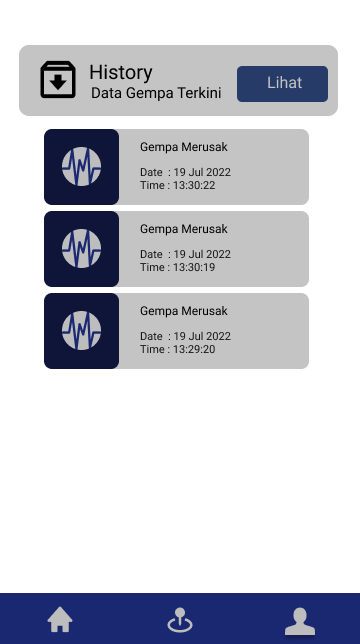 History
Data Gempa Terkini
Lihat
Gempa Merusak
Date : 19 Jul 2022
Time : 13:30:22
Gempa Merusak
Date : 19 Jul 2022
Time : 13:30:19
Gempa Merusak
Date : 19 Jul 2022
Time : 13:29:20